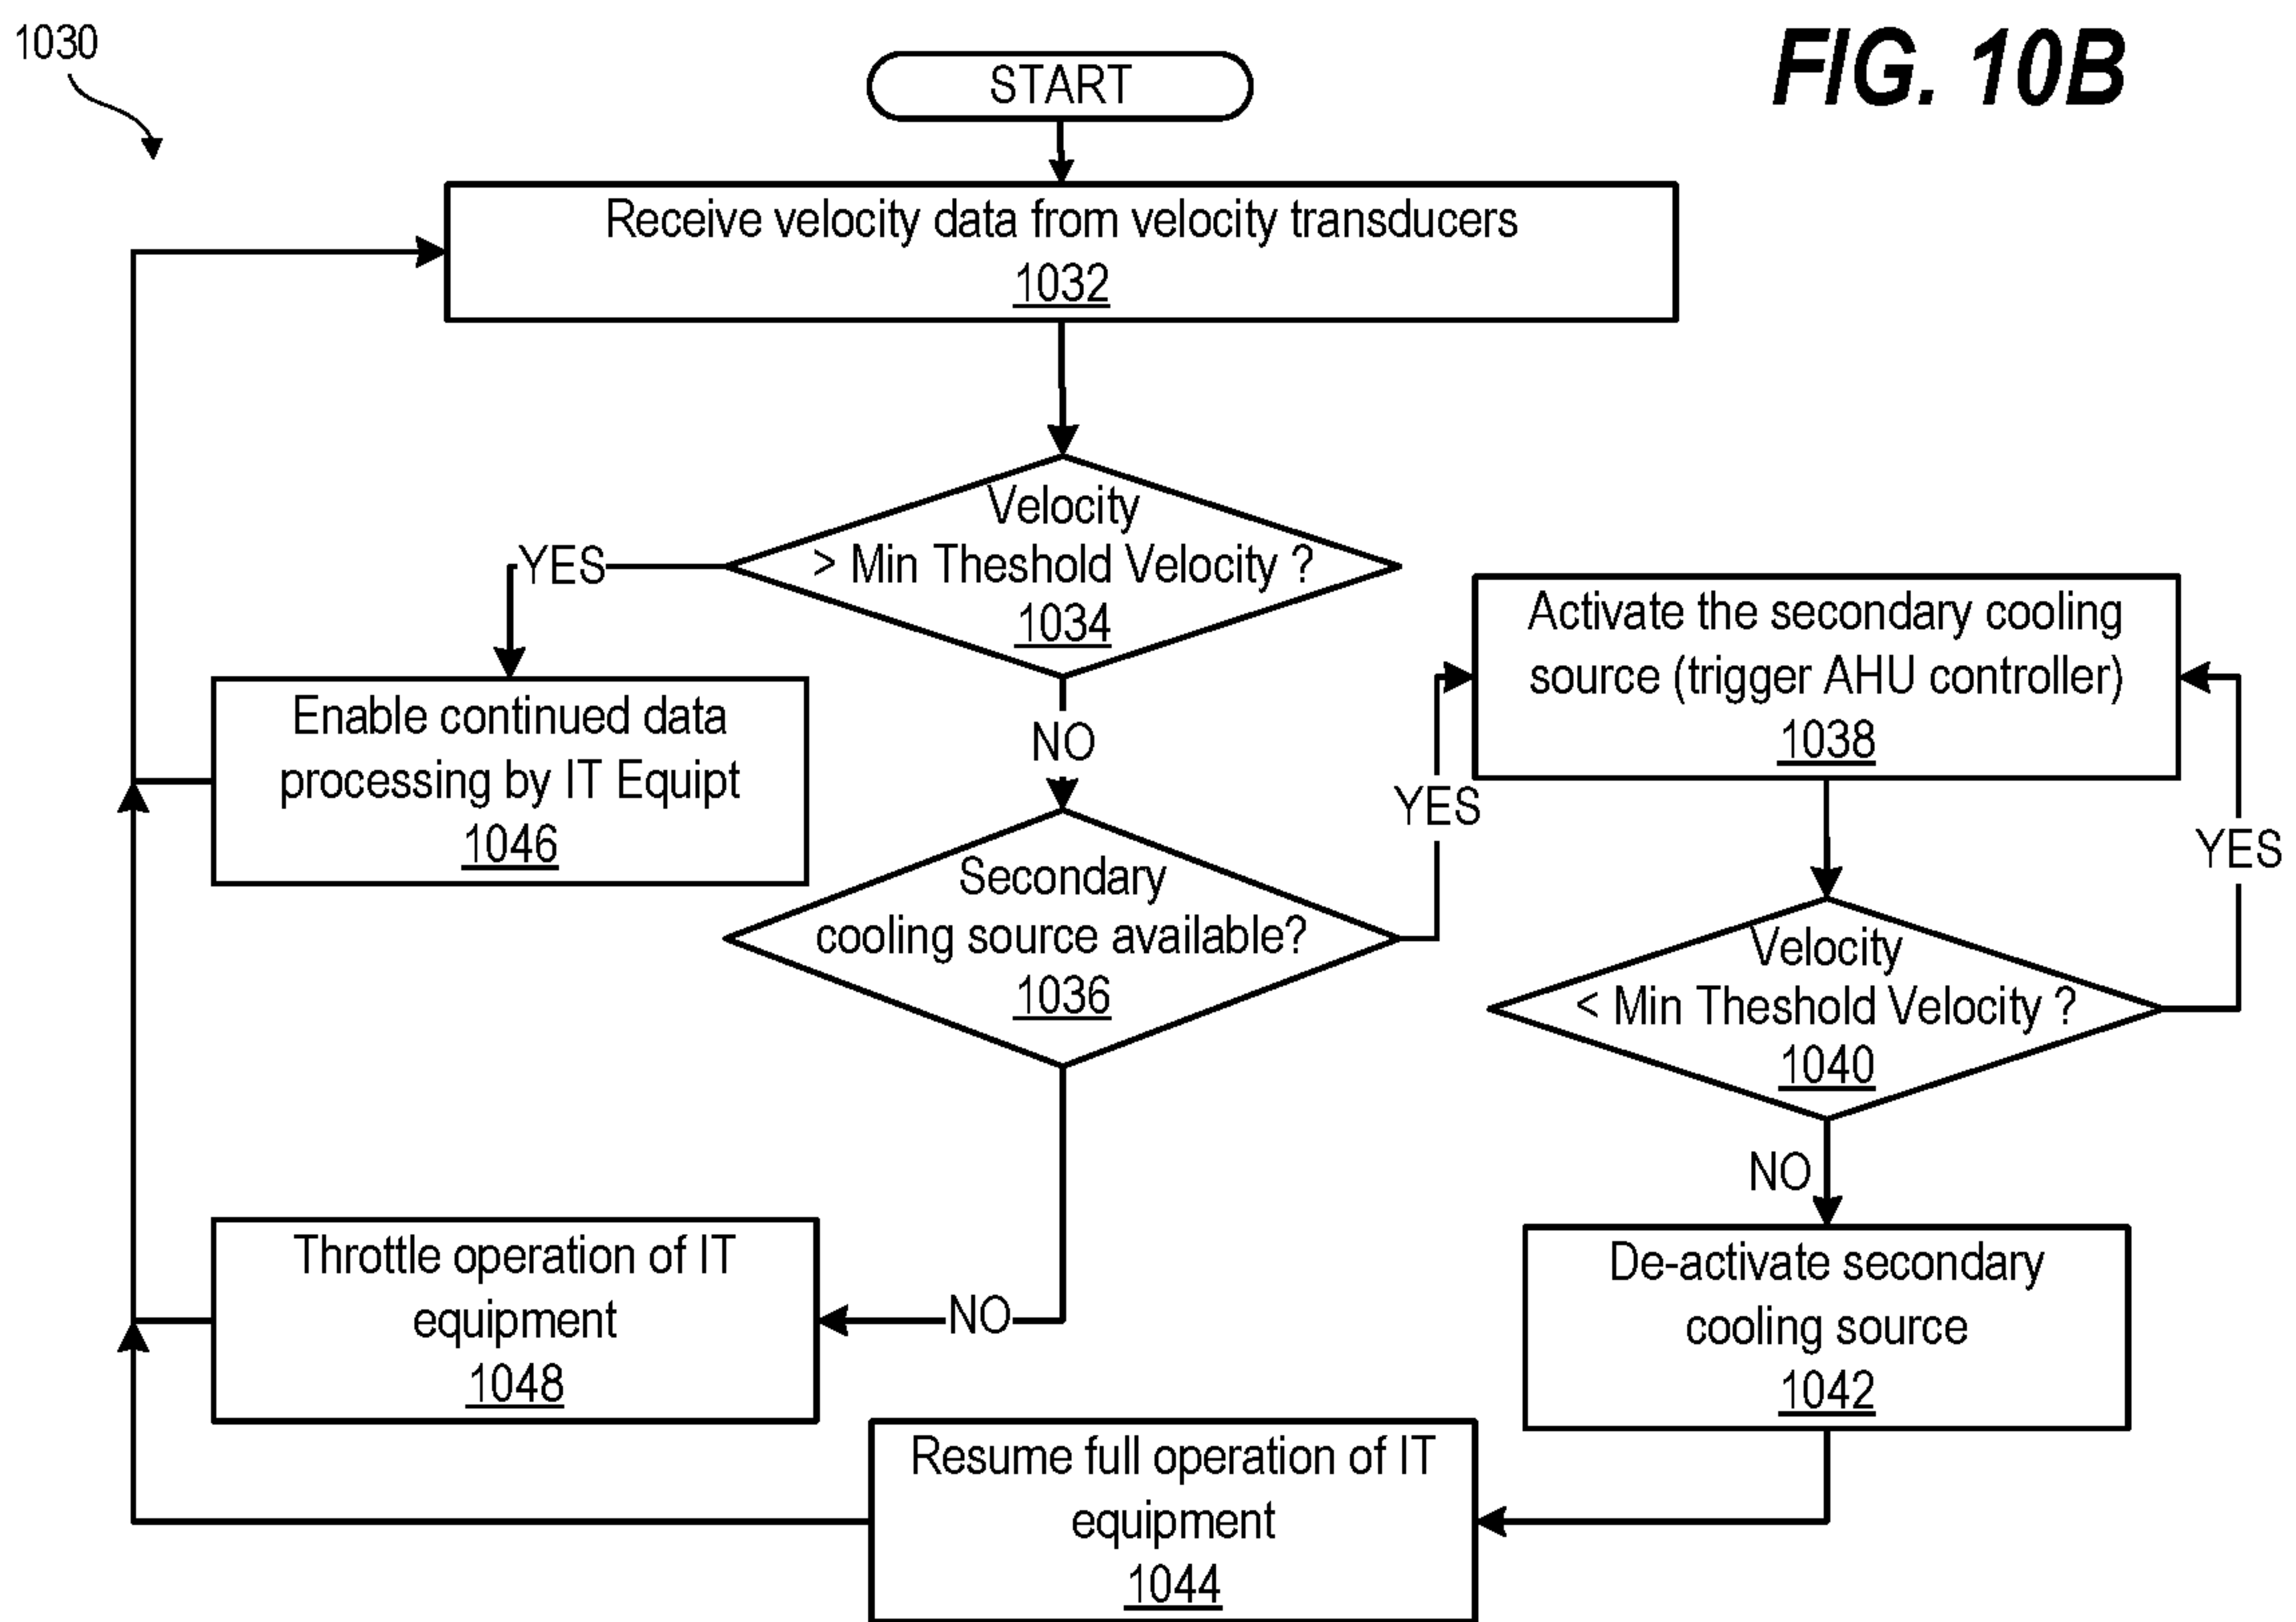 1030
START
FIG. 10B
Receive velocity data from velocity transducers
1032
Velocity
> Min Theshold Velocity ?
1034
YES
NO
Enable continued data
processing by IT Equipt
1046
Secondary
cooling source available?
1036
YES
Activate the secondary cooling
source (trigger AHU controller)
1038
YES
Velocity
< Min Theshold Velocity ?
1040
NO
Throttle operation of IT
equipment
1048
NO
De-activate secondary
cooling source
1042
Resume full operation of IT
equipment
1044